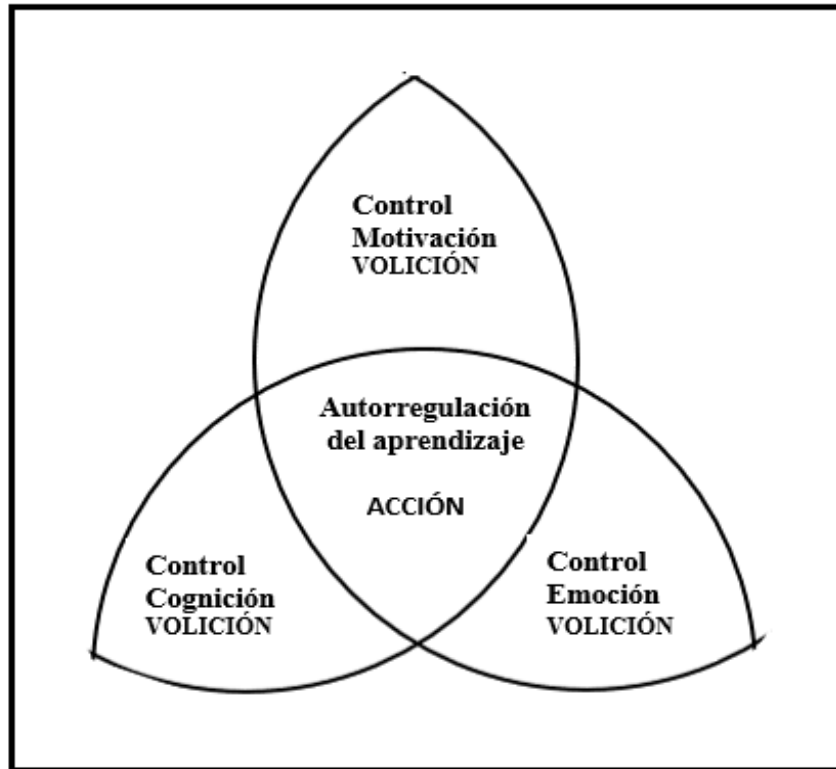 Control
Motivación
VOLICIÓN
Autorregulación
del aprendizaje
ACCIÓN
Control
Cognición
VOLICIÓN
Control
Emoción
VOLICIÓN